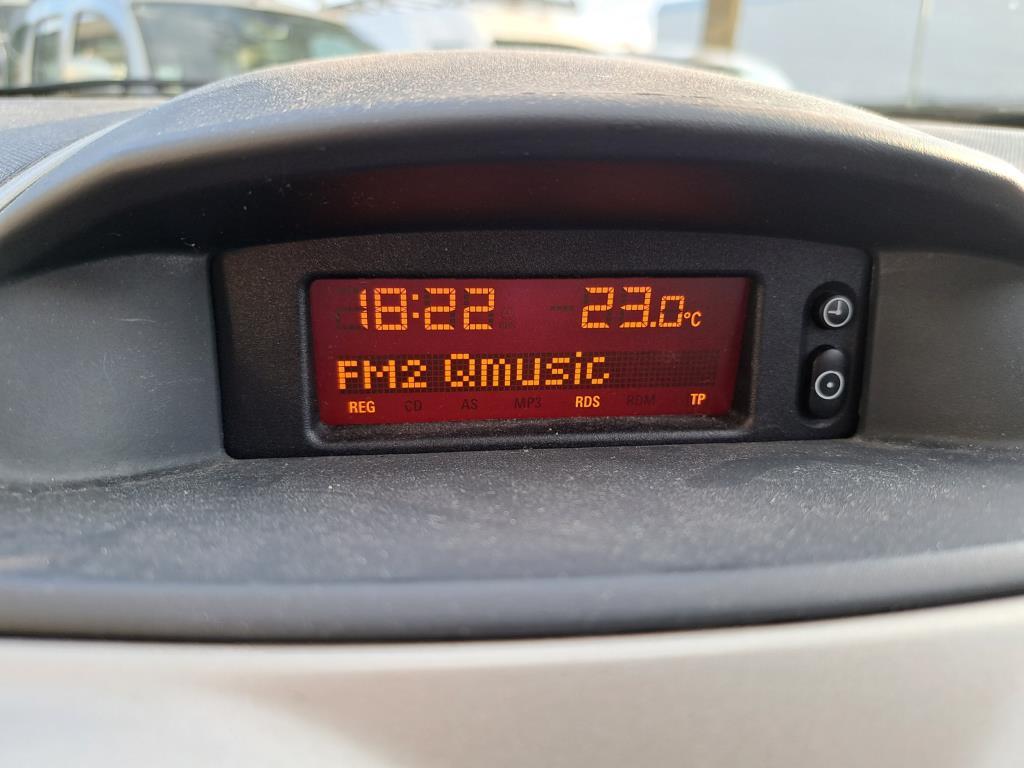 18:22 23.0°C
FM2 Qmusic
REG CD AS MP3 RDS RDM TP